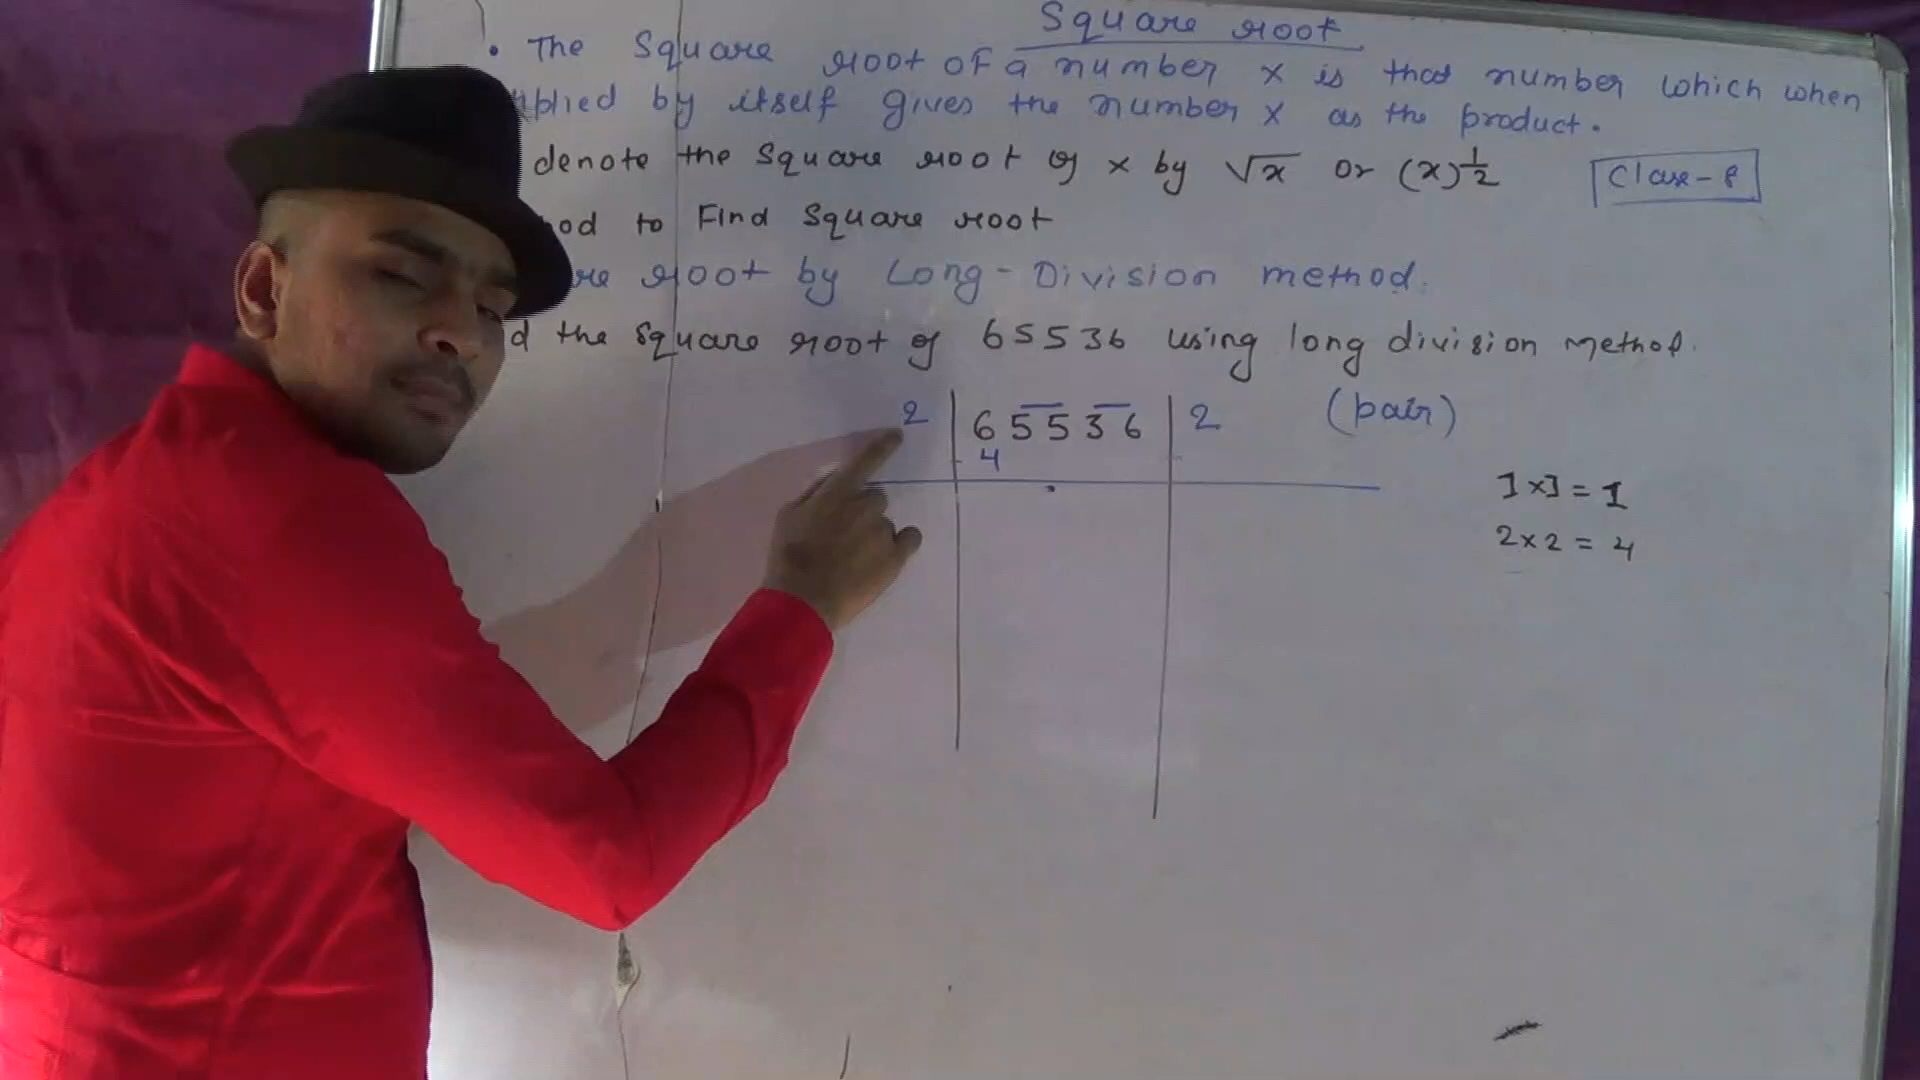 Square root
• The Square root of a number x is that number which when
by itself gives the number x as the product.
denote the square root of x by √x or (x)½
to Find Square root
root by Long-Division method.
the square root of 65536 using long division method.
2 65536 2 (pair)
4
1×1=1
2×2=4
Class-8